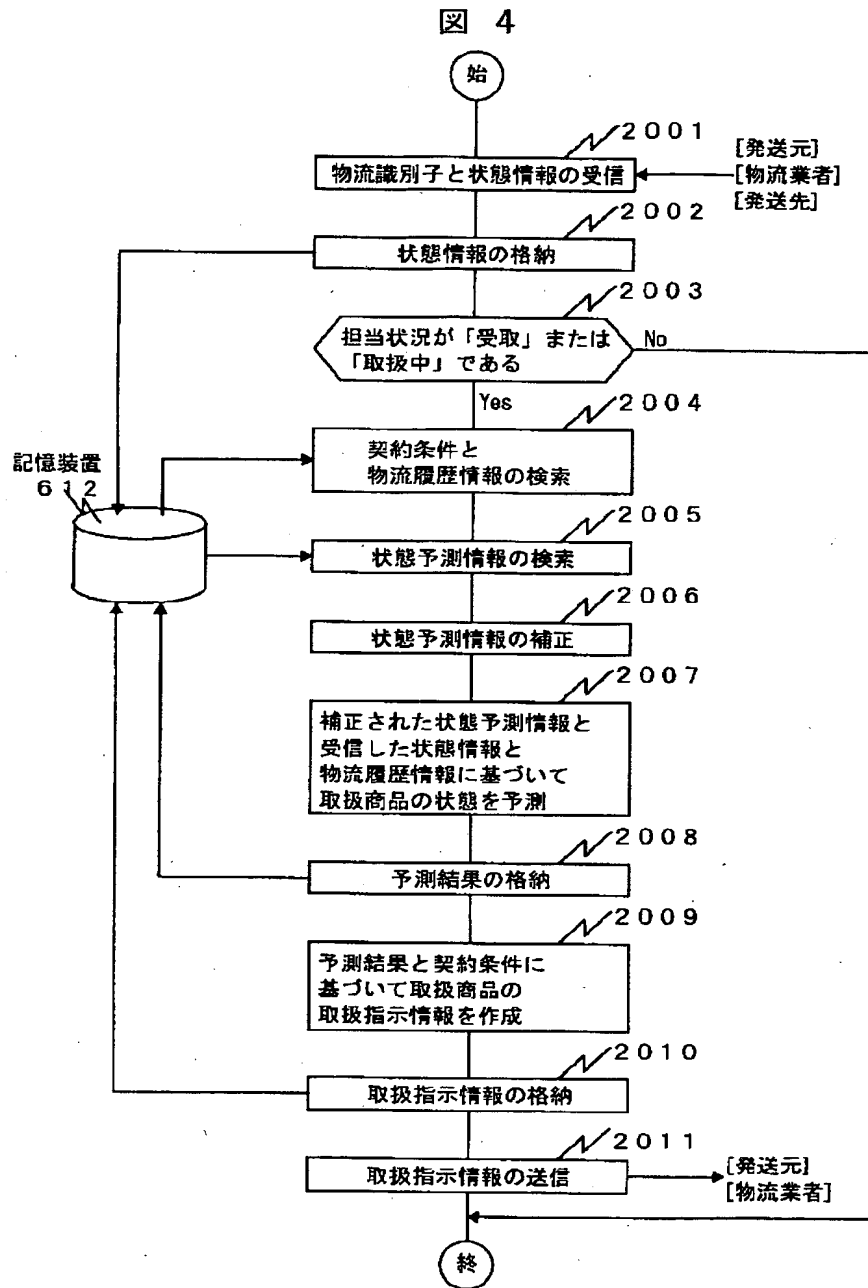 図 4
始
2001
[発送元]
[物流業者]
[発送先]
物流識別子と状態情報の受信
2002
状態情報の格納
2003
担当状況が「受取」または
「取扱中」である
No
Yes
2004
契約条件と
物流履歴情報の検索
記憶装置
612
2005
状態予測情報の検索
2006
状態予測情報の補正
2007
補正された状態予測情報と
受信した状態情報と
物流履歴情報に基づいて
取扱商品の状態を予測
2008
予測結果の格納
2009
予測結果と契約条件に
基づいて取扱商品の
取扱指示情報を作成
2010
取扱指示情報の格納
2011
取扱指示情報の送信
[発送元]
[物流業者]
終